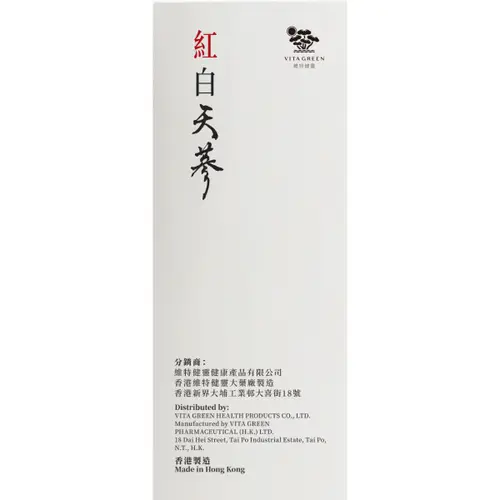 紅白天蔘
VITA GREEN
維特健靈
分銷商：
維特健靈健康產品有限公司
香港維特健靈大藥廠製造
香港新界大埔工業邨大喜街18號
Distributed by:
VITA GREEN HEALTH PRODUCTS CO., LTD.
Manufactured by VITA GREEN
PHARMACEUTICAL (H.K.) LTD.
18 Dai Hei Street, Tai Po Industrial Estate, Tai Po,
N.T., H.K.
香港製造
Made in Hong Kong